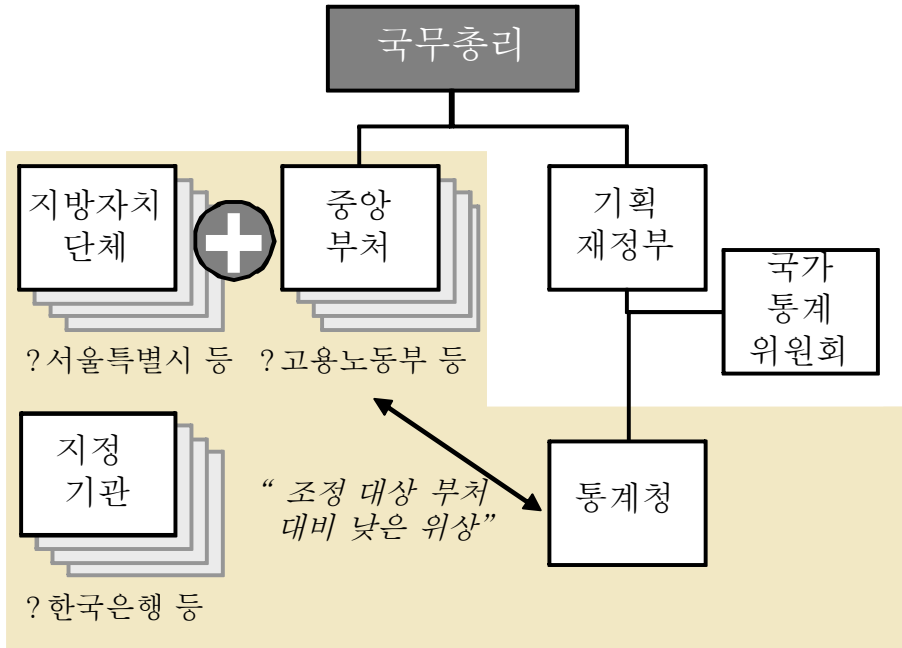 국무총리
지방자치
단체
중앙
부처
기획
재정부
국가
통계
위원회
?서울특별시 등
?고용노동부 등
지정
기관
“ 조정 대상 부처
대비 낮은 위상”
통계청
?한국은행 등